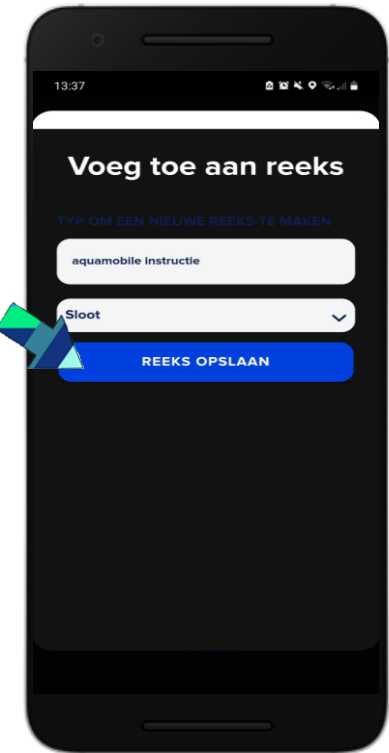 13:37
Voeg toe aan reeks
TYP OM EEN NIEUWE REEKS TE MAKEN
aquamobile instructie
Sloot
REEKS OPSLAAN